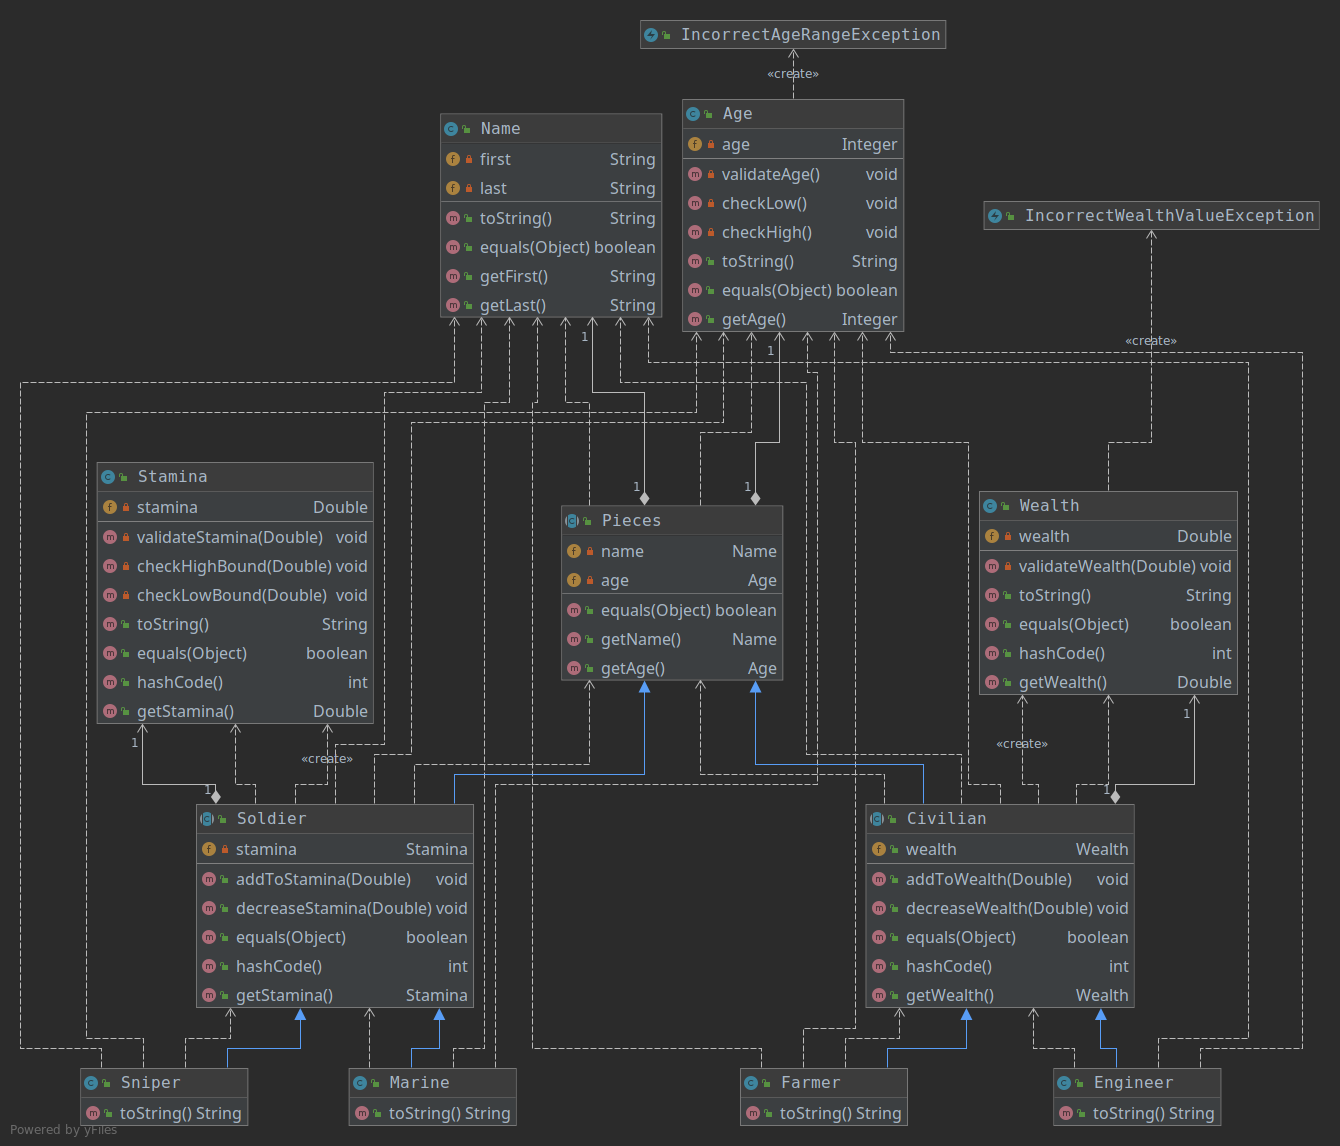 IncorrectAgeRangeException
«create»
Name
first String
last String
toString() String
equals(Object) boolean
getFirst() String
getLast() String
1
Age
age Integer
validateAge() void
checkLow() void
checkHigh() void
toString() String
equals(Object) boolean
getAge() Integer
1
IncorrectWealthValueException
«create»
Stamina
stamina Double
validateStamina(Double) void
checkHighBound(Double) void
checkLowBound(Double) void
toString() String
equals(Object) boolean
hashCode() int
getStamina() Double
1
«create»
1
1
1
Pieces
name Name
age Age
equals(Object) boolean
getName() Name
getAge() Age
Wealth
wealth Double
validateWealth(Double) void
toString() String
equals(Object) boolean
hashCode() int
getWealth() Double
1
«create»
1
Soldier
stamina Stamina
addToStamina(Double) void
decreaseStamina(Double) void
equals(Object) boolean
hashCode() int
getStamina() Stamina
Civilian
wealth Wealth
addToWealth(Double) void
decreaseWealth(Double) void
equals(Object) boolean
hashCode() int
getWealth() Wealth
Sniper
toString() String
Marine
toString() String
Farmer
toString() String
Engineer
toString() String
Powered by yFiles